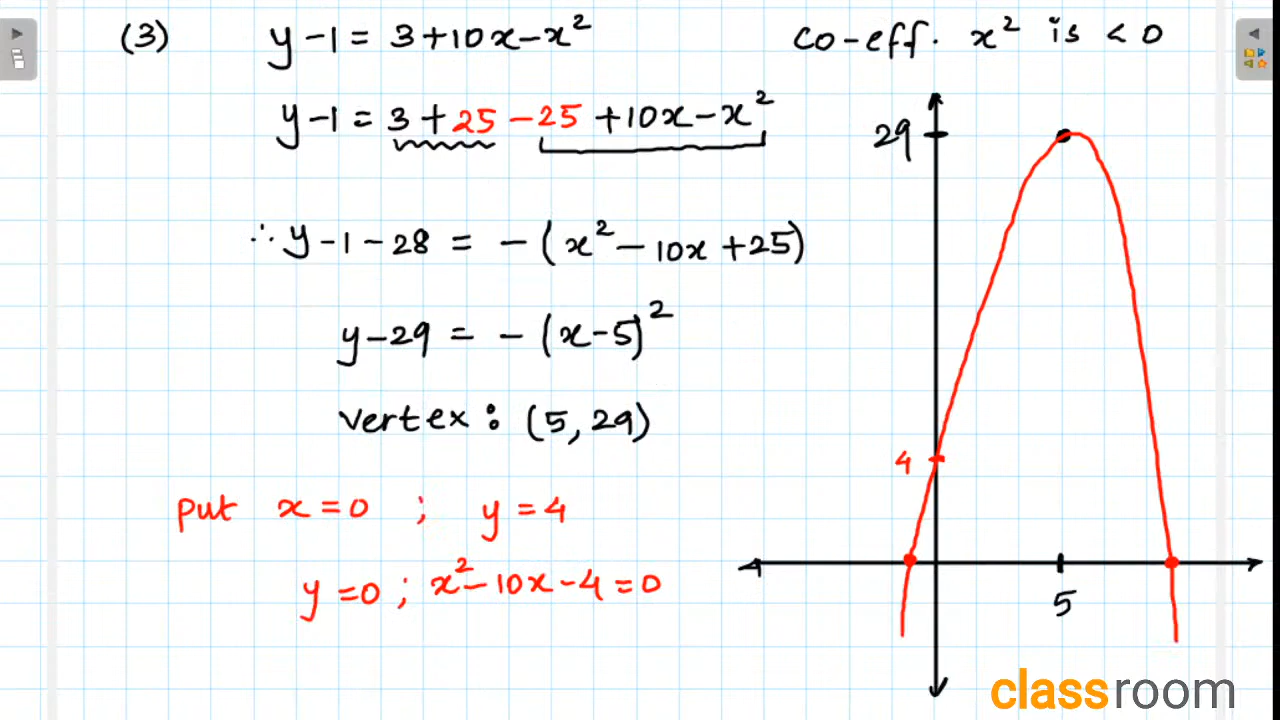 (3) y-1 = 3+10x-x²
co-eff. x² is < 0
y-1 = 3+25-25+10x-x²
∴ y-1-28 = -(x²-10x+25)
y-29 = -(x-5)²
vertex: (5,29)
put x=0 ; y=4
y=0 ; x²-10x-4=0
29
4
5
classroom